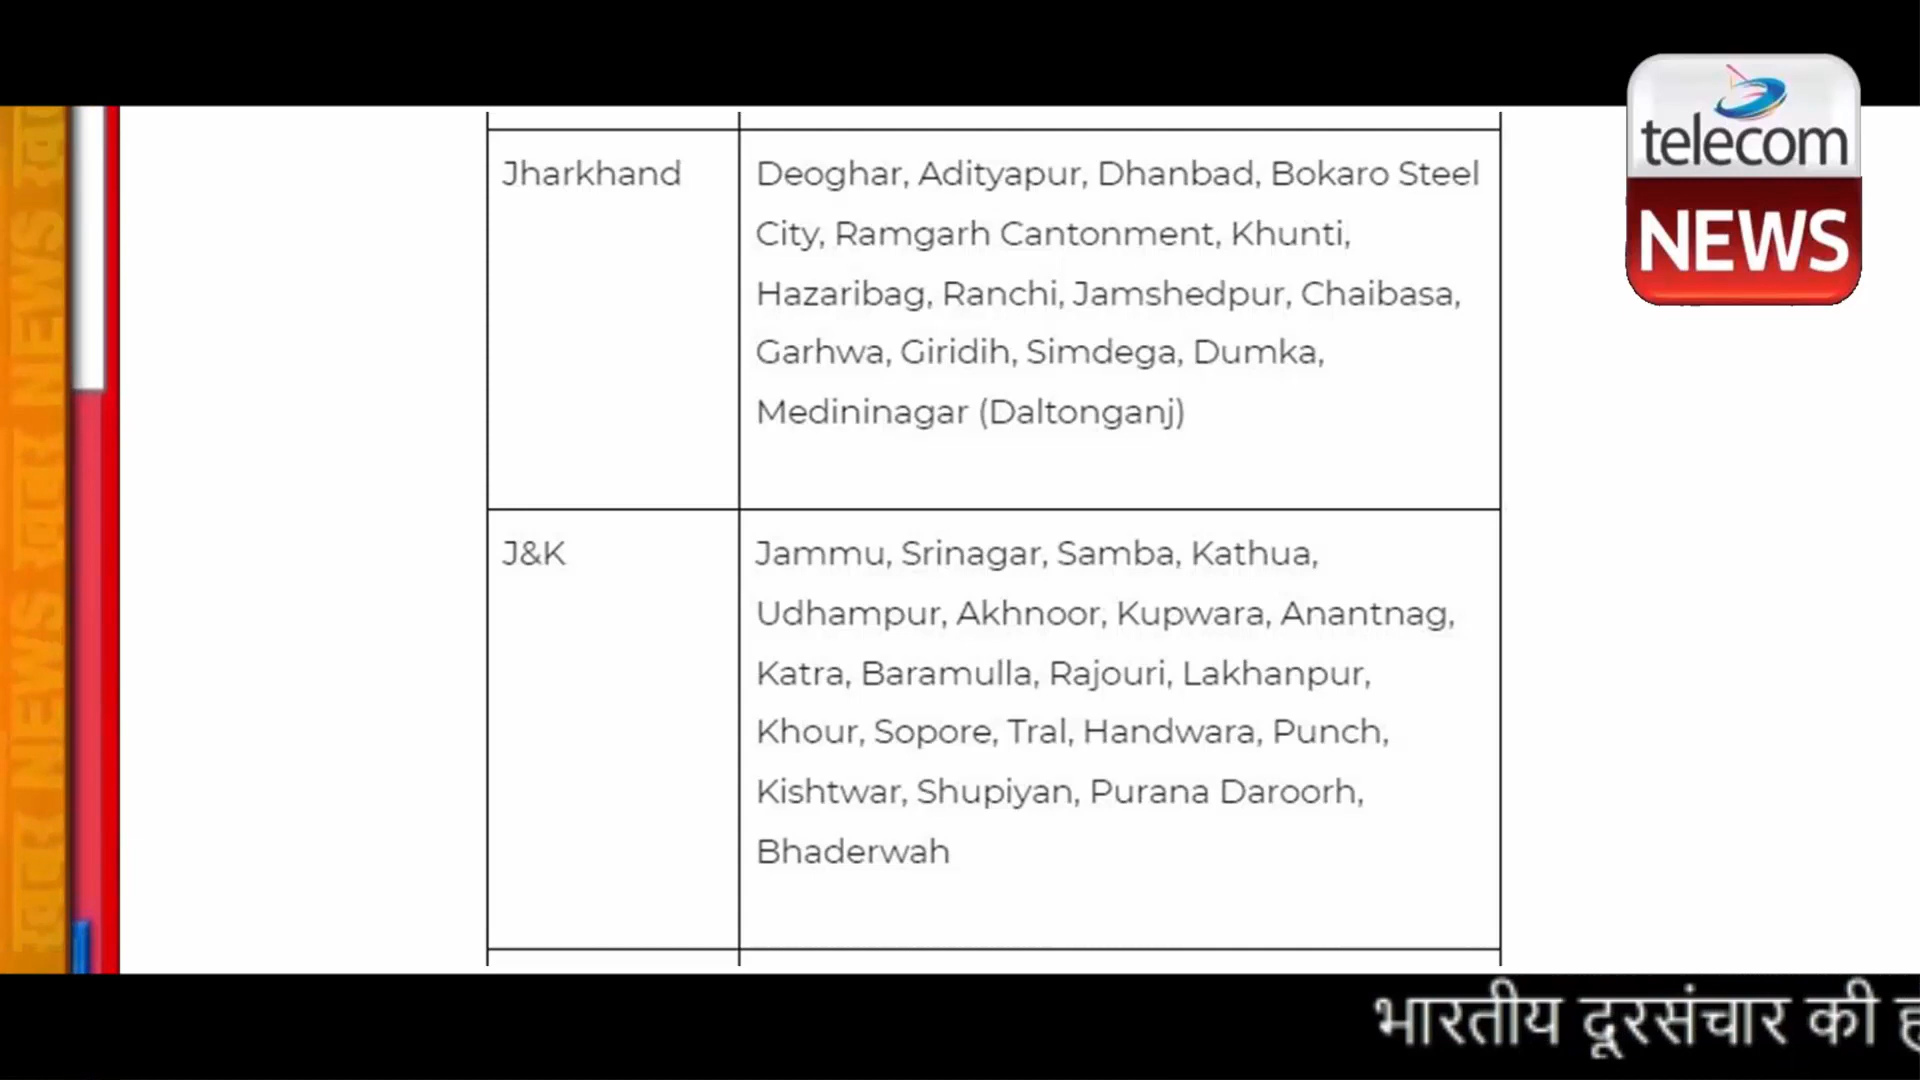 telecom
NEWS
Jharkhand
Deoghar, Adityapur, Dhanbad, Bokaro Steel
City, Ramgarh Cantonment, Khunti,
Hazaribag, Ranchi, Jamshedpur, Chaibasa,
Garhwa, Giridih, Simdega, Dumka,
Medininagar (Daltonganj)
J&K
Jammu, Srinagar, Samba, Kathua,
Udhampur, Akhnoor, Kupwara, Anantnag,
Katra, Baramulla, Rajouri, Lakhanpur,
Khour, Sopore, Tral, Handwara, Punch,
Kishtwar, Shupiyan, Purana Daroorh,
Bhaderwah
भारतीय दूरसंचार की
NEWS
NEWS